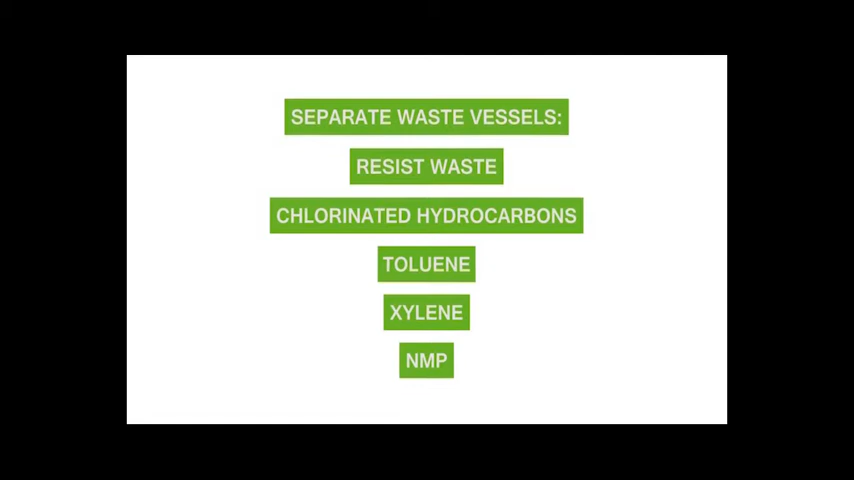 SEPARATE WASTE VESSELS:
RESIST WASTE
CHLORINATED HYDROCARBONS
TOLUENE
XYLENE
NMP